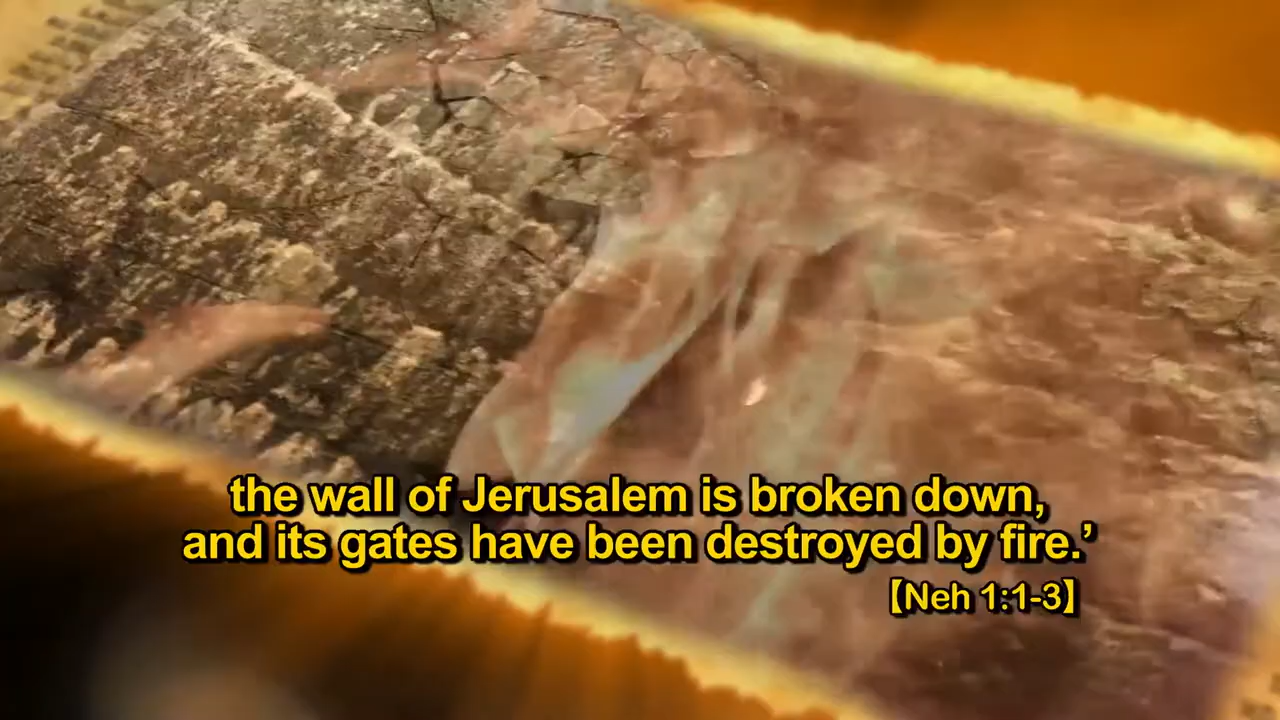 the wall of Jerusalem is broken down,
and its gates have been destroyed by fire.’
【Neh 1:1-3】